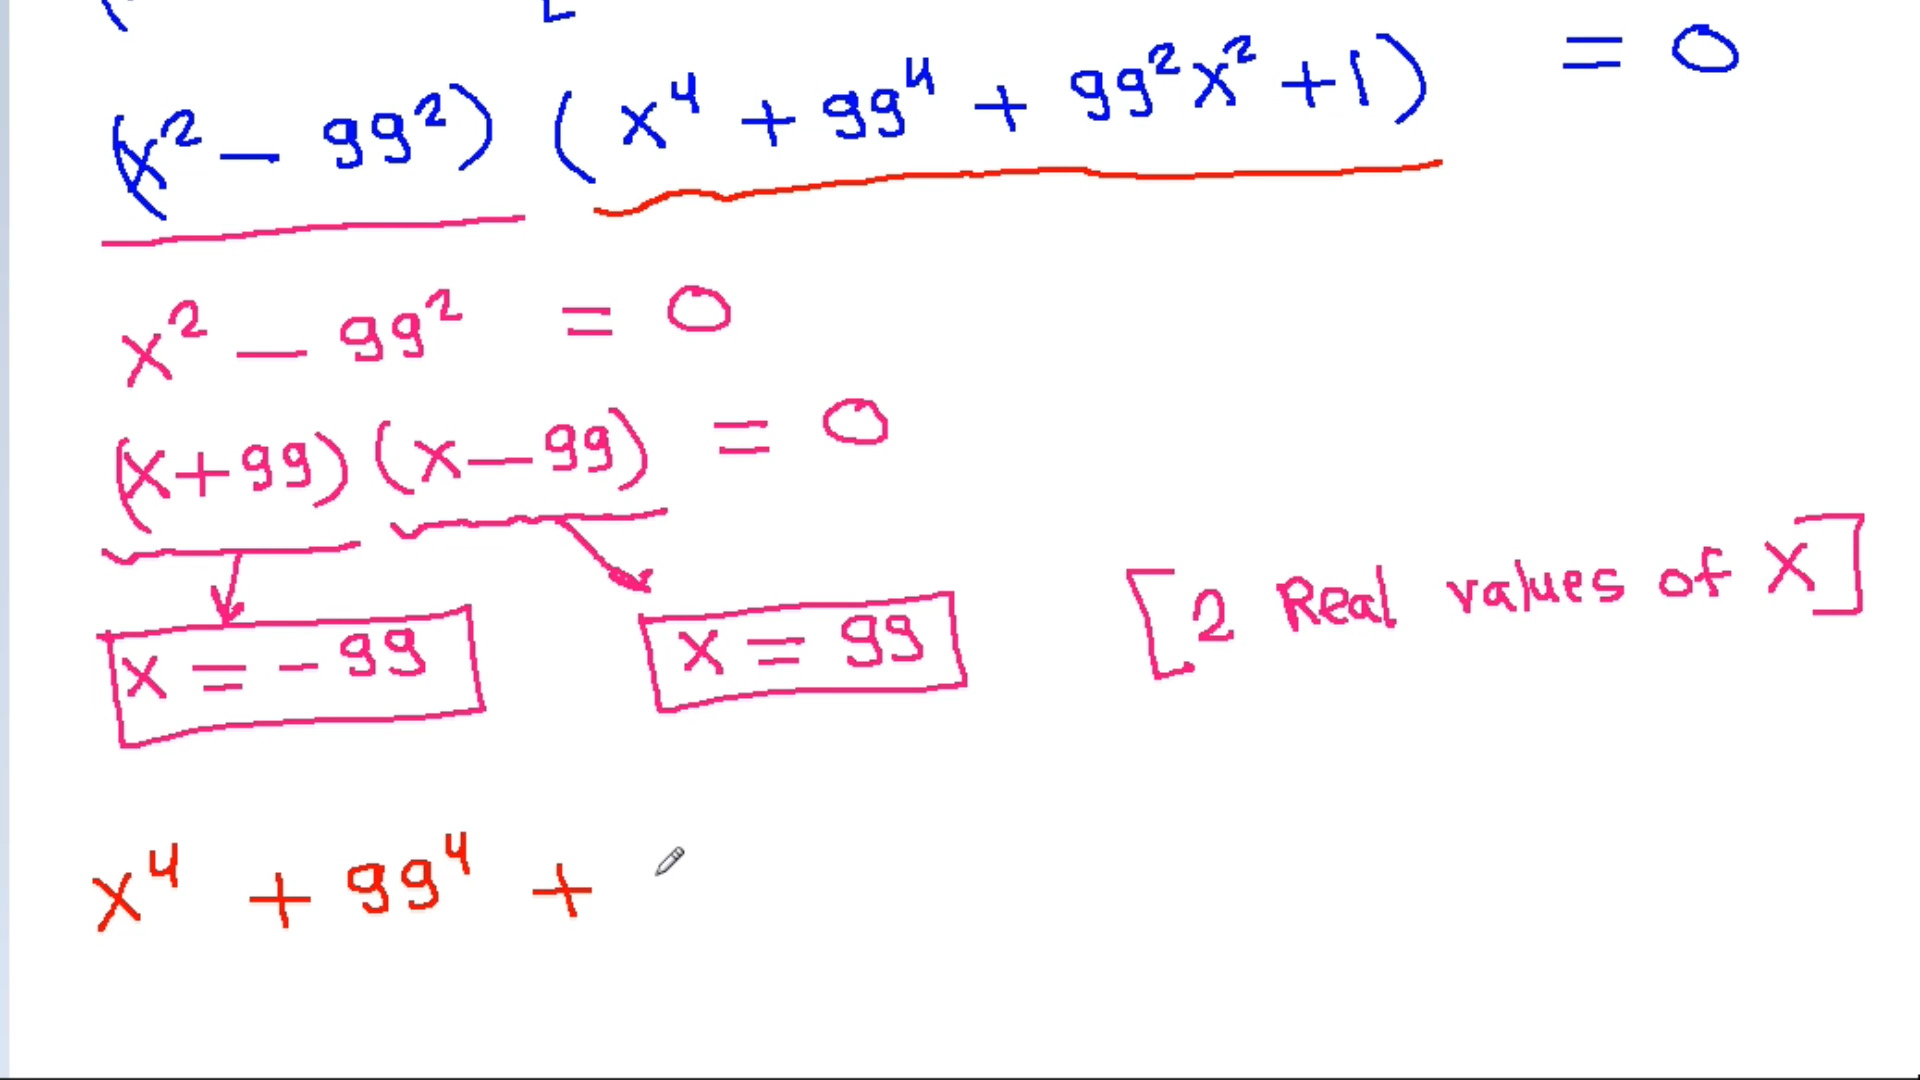 (x² − 99²) (x⁴ + 99⁴ + 99²x² + 1) = 0
x² − 99² = 0
(x+99) (x−99) = 0
[2 Real values of x]
x = −99 x = 99
x⁴ + 99⁴ +